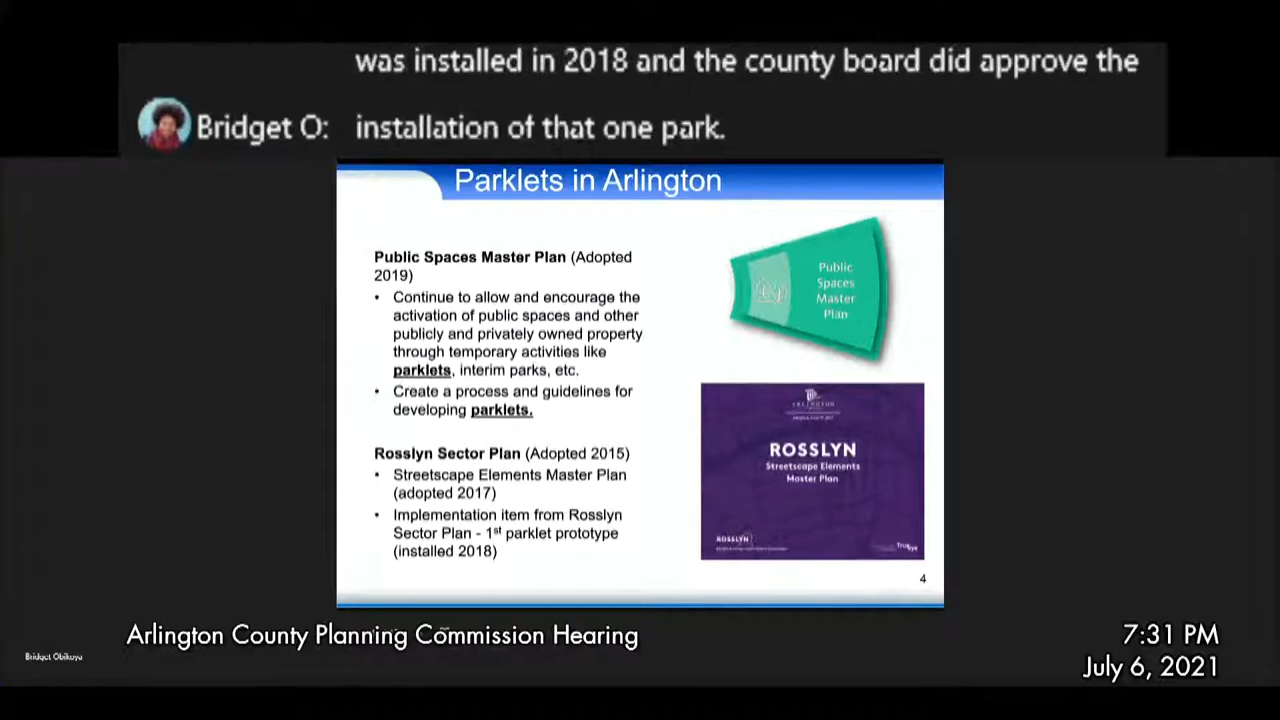 was installed in 2018 and the county board did approve the
Bridget O: installation of that one park.
Parklets in Arlington
Public Spaces Master Plan (Adopted
2019)
• Continue to allow and encourage the
activation of public spaces and other
publicly and privately owned property
through temporary activities like
parklets, interim parks, etc.
• Create a process and guidelines for
developing parklets.
Rosslyn Sector Plan (Adopted 2015)
• Streetscape Elements Master Plan
(adopted 2017)
• Implementation item from Rosslyn
Sector Plan - 1st parklet prototype
(installed 2018)
Public
Spaces
Master
Plan
ARLINGTON
ROSSLYN
Streetscape Elements
Master Plan
ROSSLYN
4
Arlington County Planning Commission Hearing
Bridget Obikoya
7:31 PM
July 6, 2021